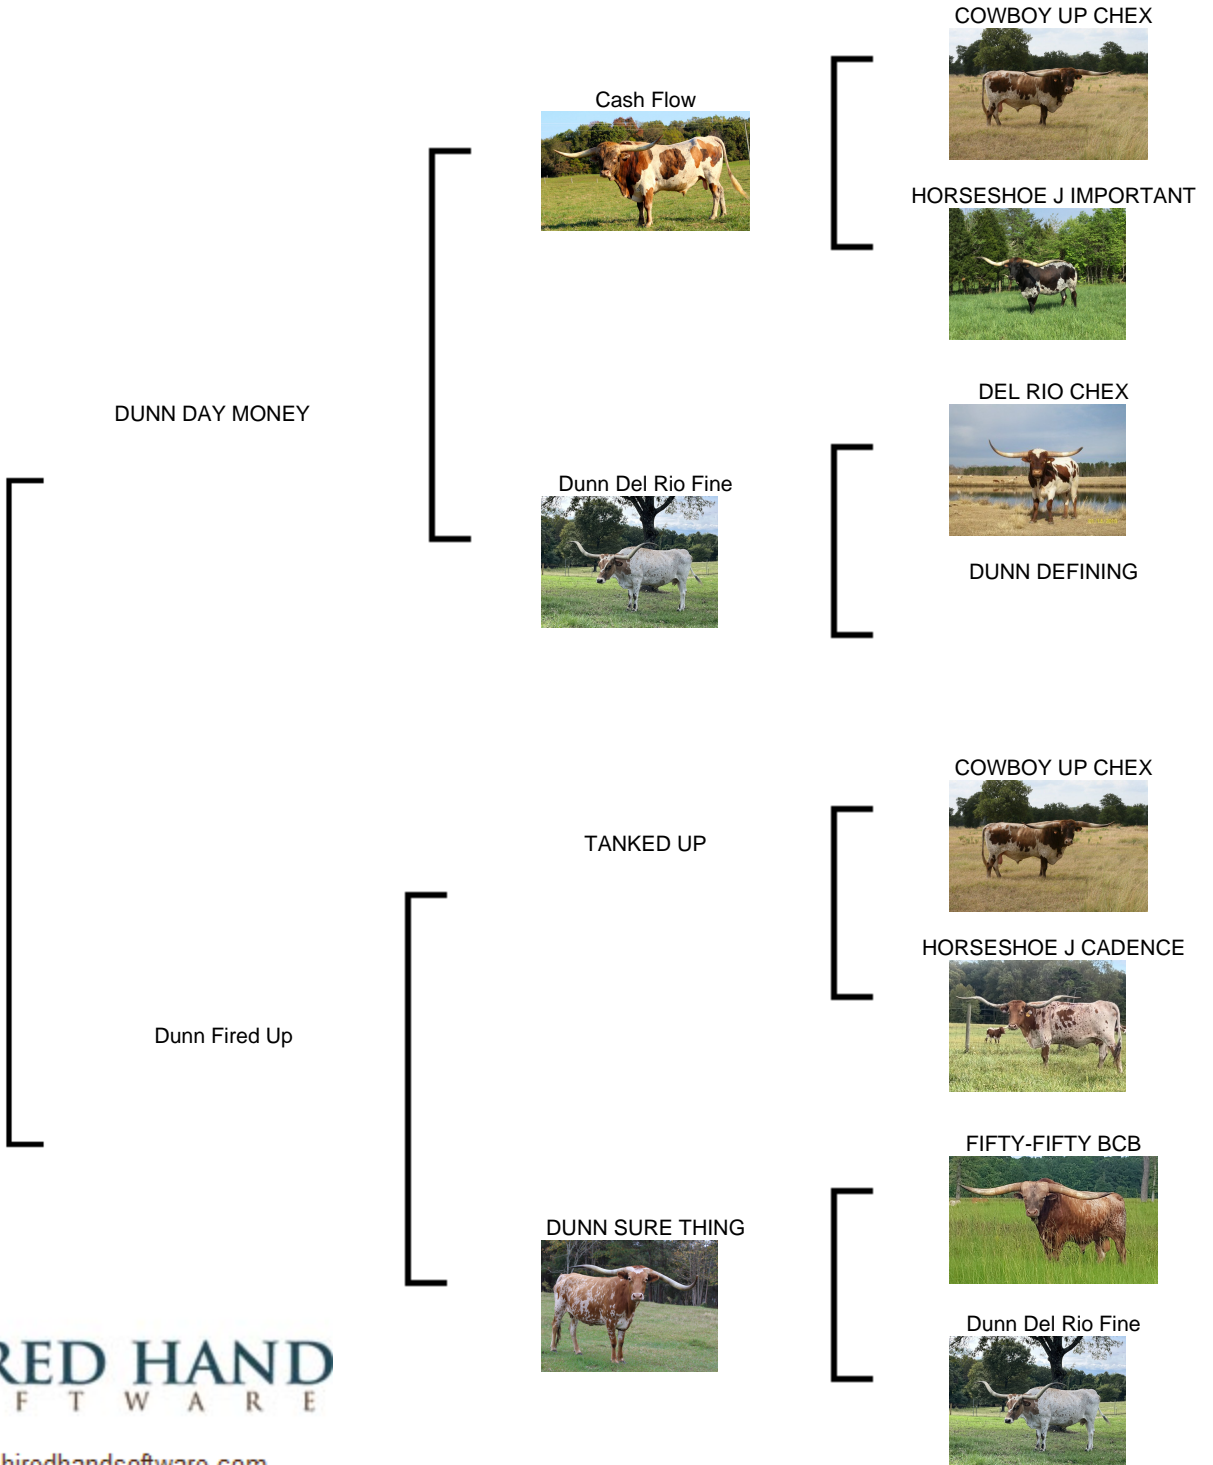 COWBOY UP CHEX
Cash Flow
HORSESHOE J IMPORTANT
DEL RIO CHEX
DUNN DAY MONEY
Dunn Del Rio Fine
DUNN DEFINING
COWBOY UP CHEX
TANKED UP
HORSESHOE J CADENCE
Dunn Fired Up
FIFTY-FIFTY BCB
DUNN SURE THING
Dunn Del Rio Fine
RED HAND
F T W A R E
hiredhandsoftware.com